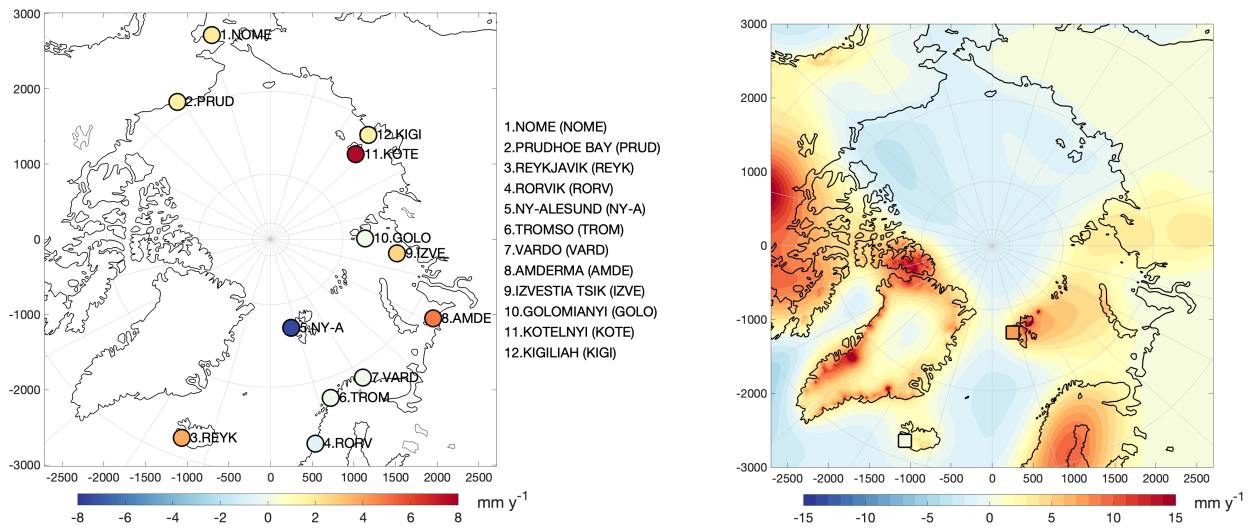 3000
2000
1000
0
-1000
-2000
-3000
-2500 -2000 -1500 -1000 -500 0 500 1000 1500 2000 2500
1.NOME
2.PRUD
12.KIGI
11.KOTE
10.GOLO
9.IZVE
5.NY-A
8.AMDE
7.VARD
6.TROM
3.REYK
4.RORV
-8 -6 -4 -2 0 2 4 6 8
mm y-1
1.NOME (NOME)
2.PRUDHOE BAY (PRUD)
3.REYKJAVIK (REYK)
4.RORVIK (RORV)
5.NY-ALESUND (NY-A)
6.TROMSO (TROM)
7.VARDO (VARD)
8.AMDERMA (AMDE)
9.IZVESTIA TSIK (IZVE)
10.GOLOMIANYI (GOLO)
11.KOTELNYI (KOTE)
12.KIGILIAH (KIGI)
3000
2000
1000
0
-1000
-2000
-3000
-2500 -2000 -1500 -1000 -500 0 500 1000 1500 2000 2500
-15 -10 -5 0 5 10 15
mm y-1